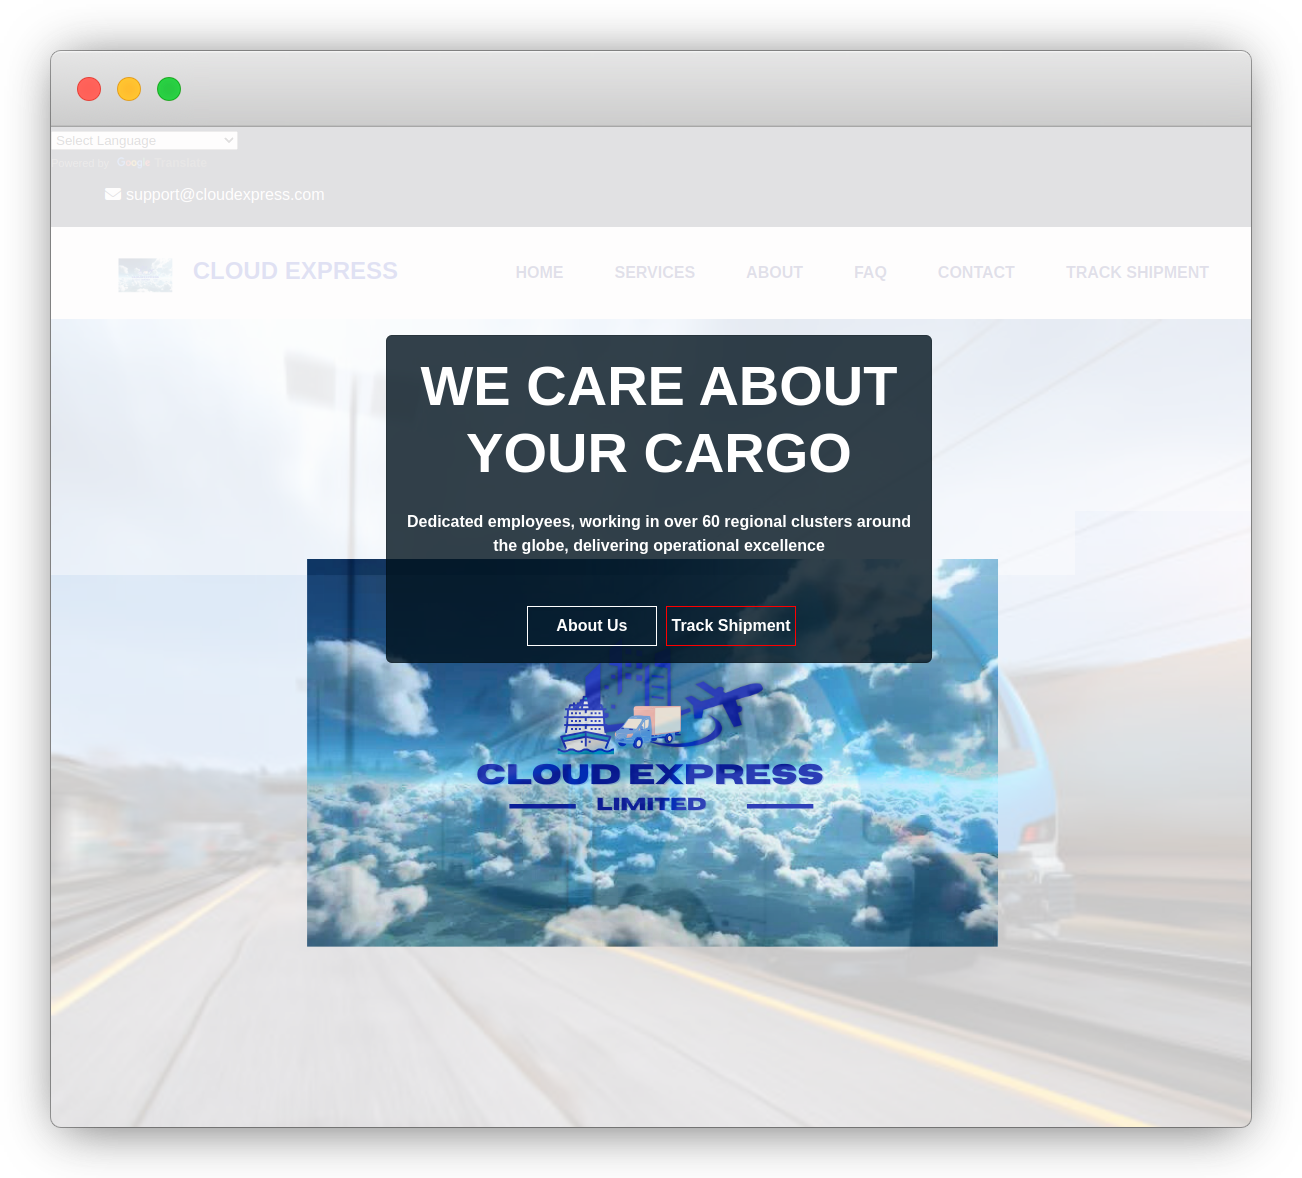 Select Language
Powered by Google Translate
support@cloudexpress.com
CLOUD EXPRESS
HOME
SERVICES
ABOUT
FAQ
CONTACT
TRACK SHIPMENT
WE CARE ABOUT
YOUR CARGO
Dedicated employees, working in over 60 regional clusters around
the globe, delivering operational excellence
About Us
Track Shipment
CLOUD EXPRESS
LIMITED